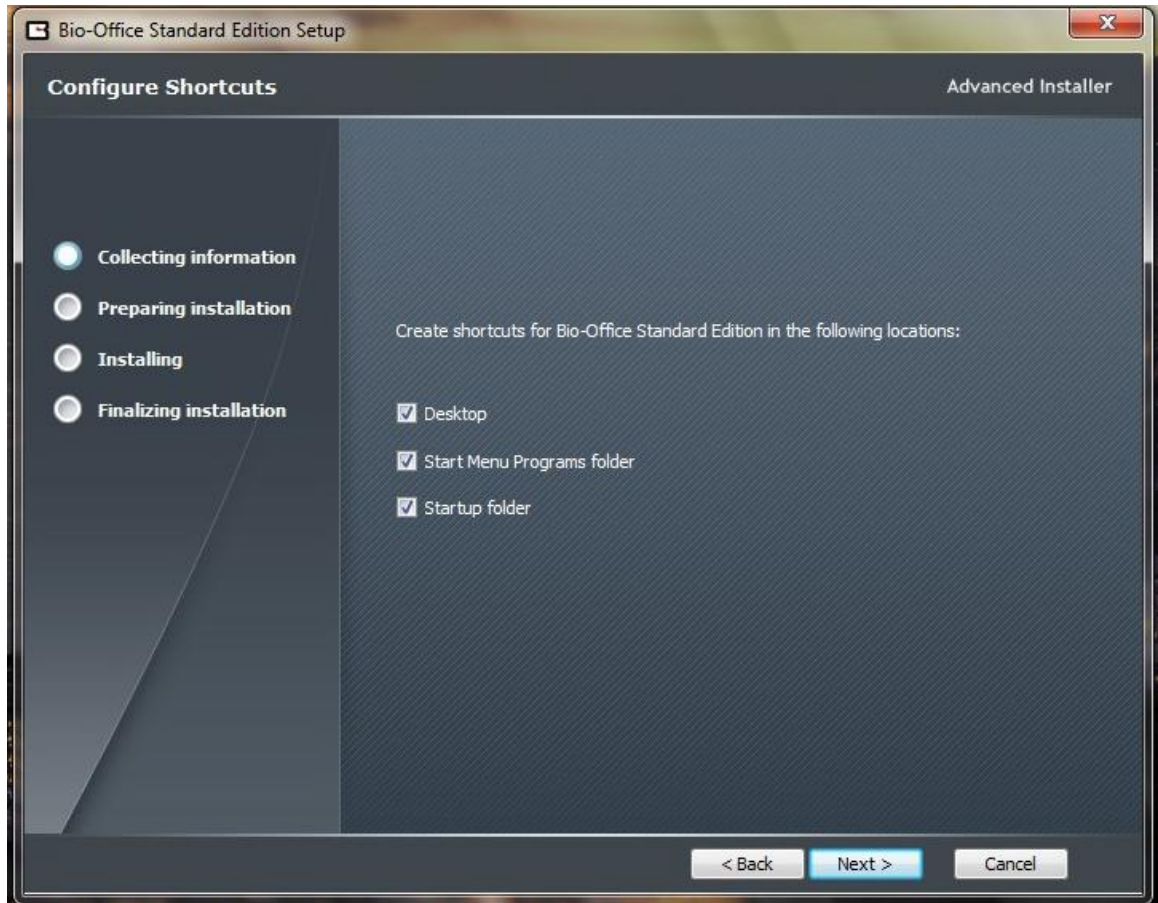 Bio-Office Standard Edition Setup
Configure Shortcuts
Advanced Installer
Collecting information
Preparing installation
Installing
Finalizing installation
Create shortcuts for Bio-Office Standard Edition in the following locations:
Desktop
Start Menu Programs folder
Startup folder
< Back
Next >
Cancel